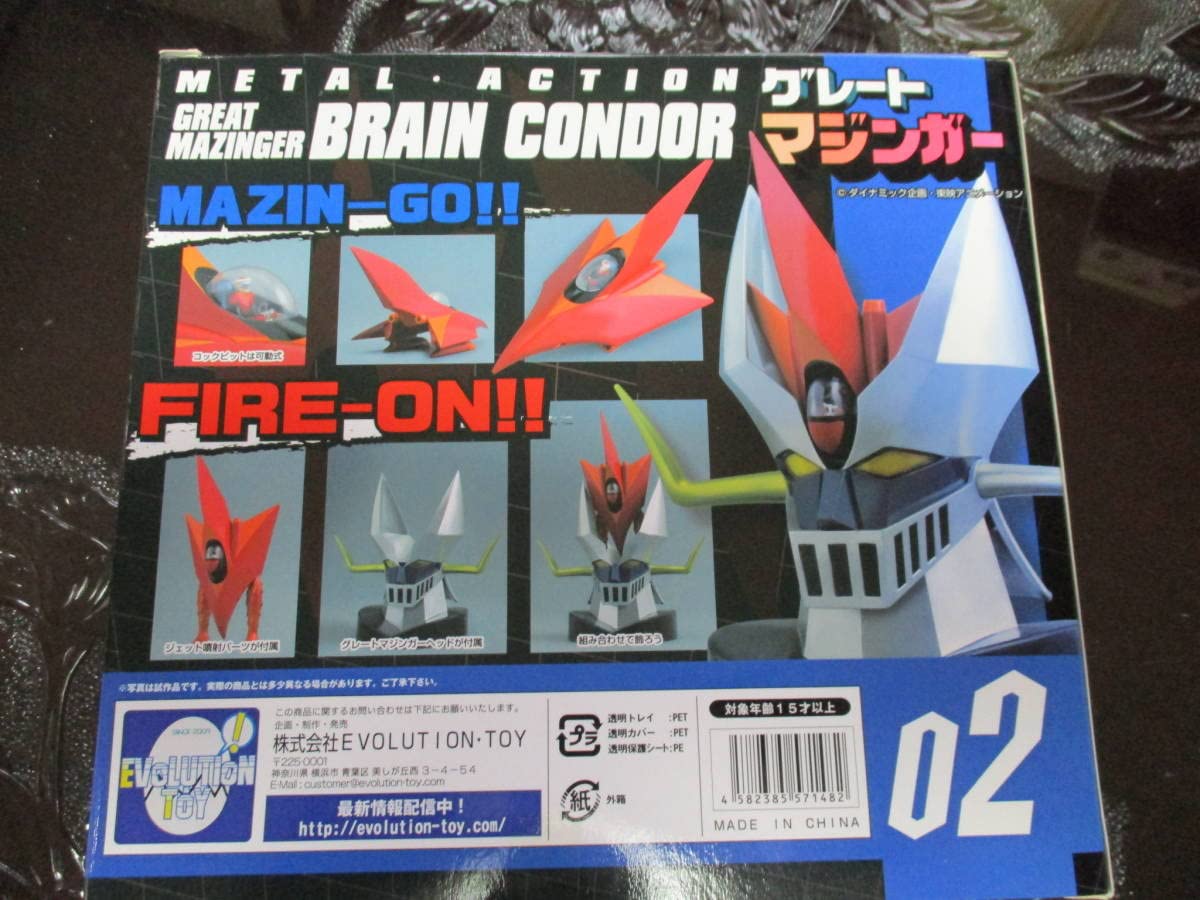 METAL・ACTION
GREAT MAZINGER BRAIN CONDOR
グレート
マジンガー
©ダイナミック企画・東映アニメーション
MAZIN-GO!!
コックピットは可動式
FIRE-ON!!
ジェット噴射パーツが付属
グレートマジンガーヘッドが付属
組み合わせて飾ろう
※写真は試作品です。実際の商品とは多少異なる場合があります。ご了承下さい。
SINCE 2009
EVOLUTION
TOY
この商品に関するお問い合わせは下記にお願いいたします。
企画・制作・発売
株式会社EVOLUTION・TOY
〒225-0001
神奈川県 横浜市 青葉区 美しが丘西 3-4-54
E-Mail : customer@evolution-toy.com
最新情報配信中!
http://evolution-toy.com/
プラ
透明トレイ :PET
透明カバー :PET
透明保護シート:PE
紙 外箱
対象年齢15才以上
4 582385 571482
MADE IN CHINA
02